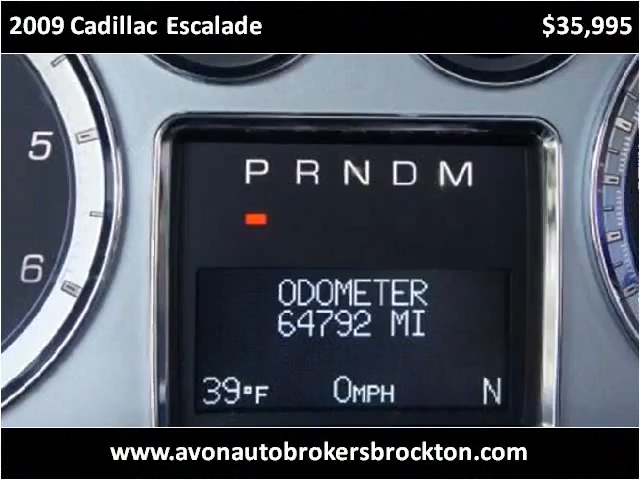 2009 Cadillac Escalade $35,995
5
6
P R N D M
ODOMETER
64792 MI
39°F 0MPH N
www.avonautobrokersbrockton.com